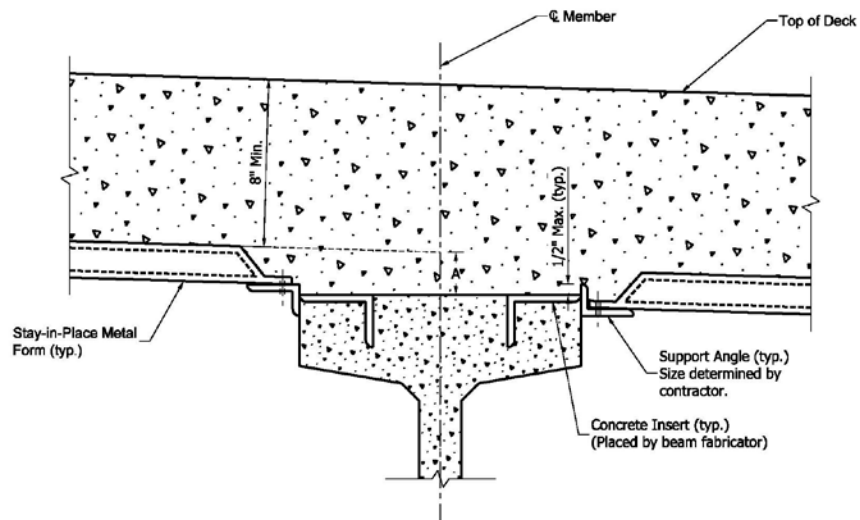 ℄ Member
Top of Deck
8" Min.
1/2" Max. (typ.)
A
Stay-in-Place Metal
Form (typ.)
Support Angle (typ.)
Size determined by
contractor.
Concrete Insert (typ.)
(Placed by beam fabricator)